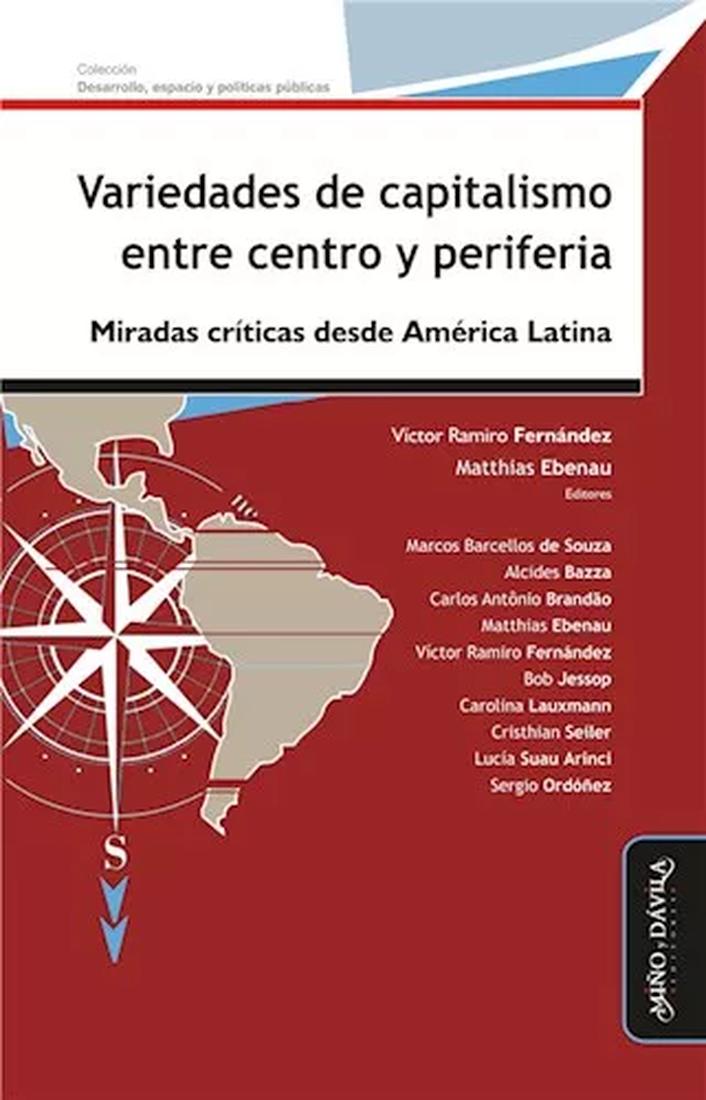 Colección
Desarrollo, espacio y políticas públicas
Variedades de capitalismo
entre centro y periferia
Miradas críticas desde América Latina
Víctor Ramiro Fernández
Matthias Ebenau
Editores
Marcos Barcellos de Souza
Alcides Bazza
Carlos Antônio Brandão
Matthias Ebenau
Víctor Ramiro Fernández
Bob Jessop
Carolina Lauxmann
Cristhian Seiler
Lucía Suau Arinci
Sergio Ordóñez
S
MIÑO y DÁVILA
EDITORES